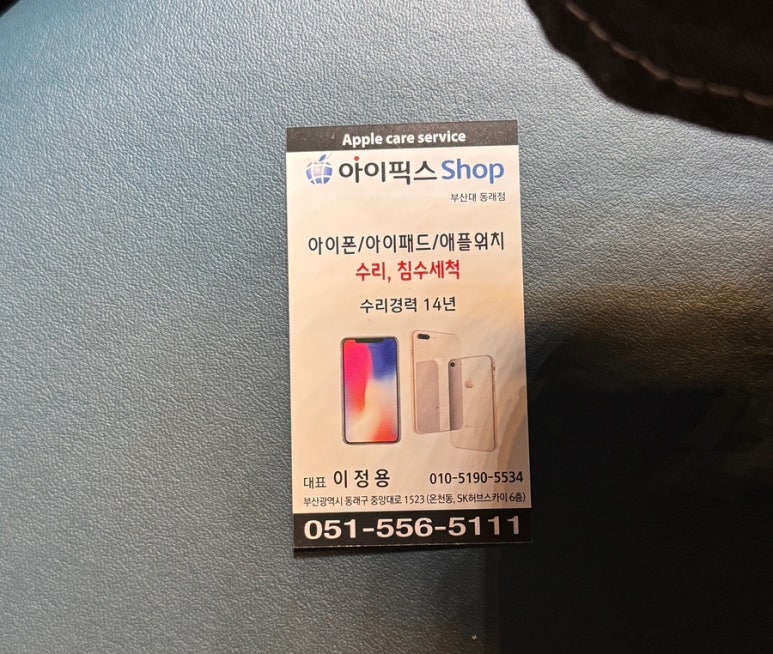 Apple care service
아이픽스 Shop
부산대 동래점
아이폰/아이패드/애플워치
수리, 침수세척
수리경력 14년
대표 이정용 010-5190-5534
부산광역시 동래구 중앙대로 1523 (온천동, SK허브스카이 6층)
051-556-5111